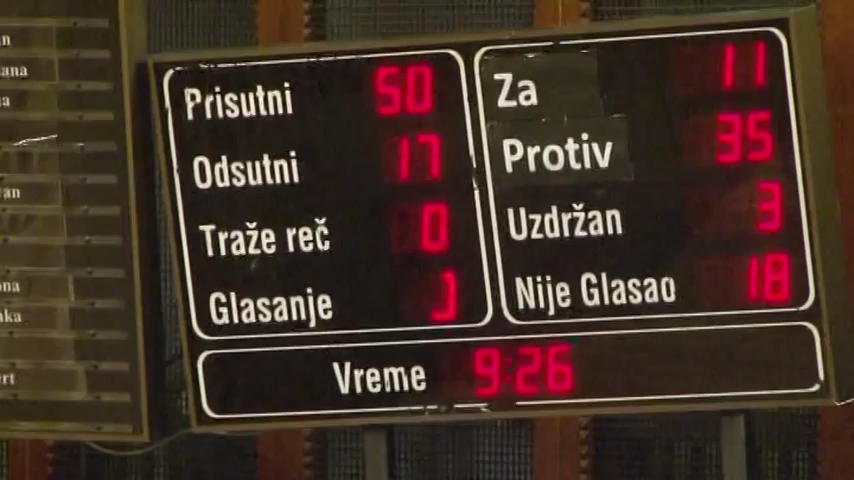 Prisutni 50
Odsutni 17
Traže reč 0
Glasanje
Za 11
Protiv 35
Uzdržan 3
Nije Glasao 18
Vreme 9:26